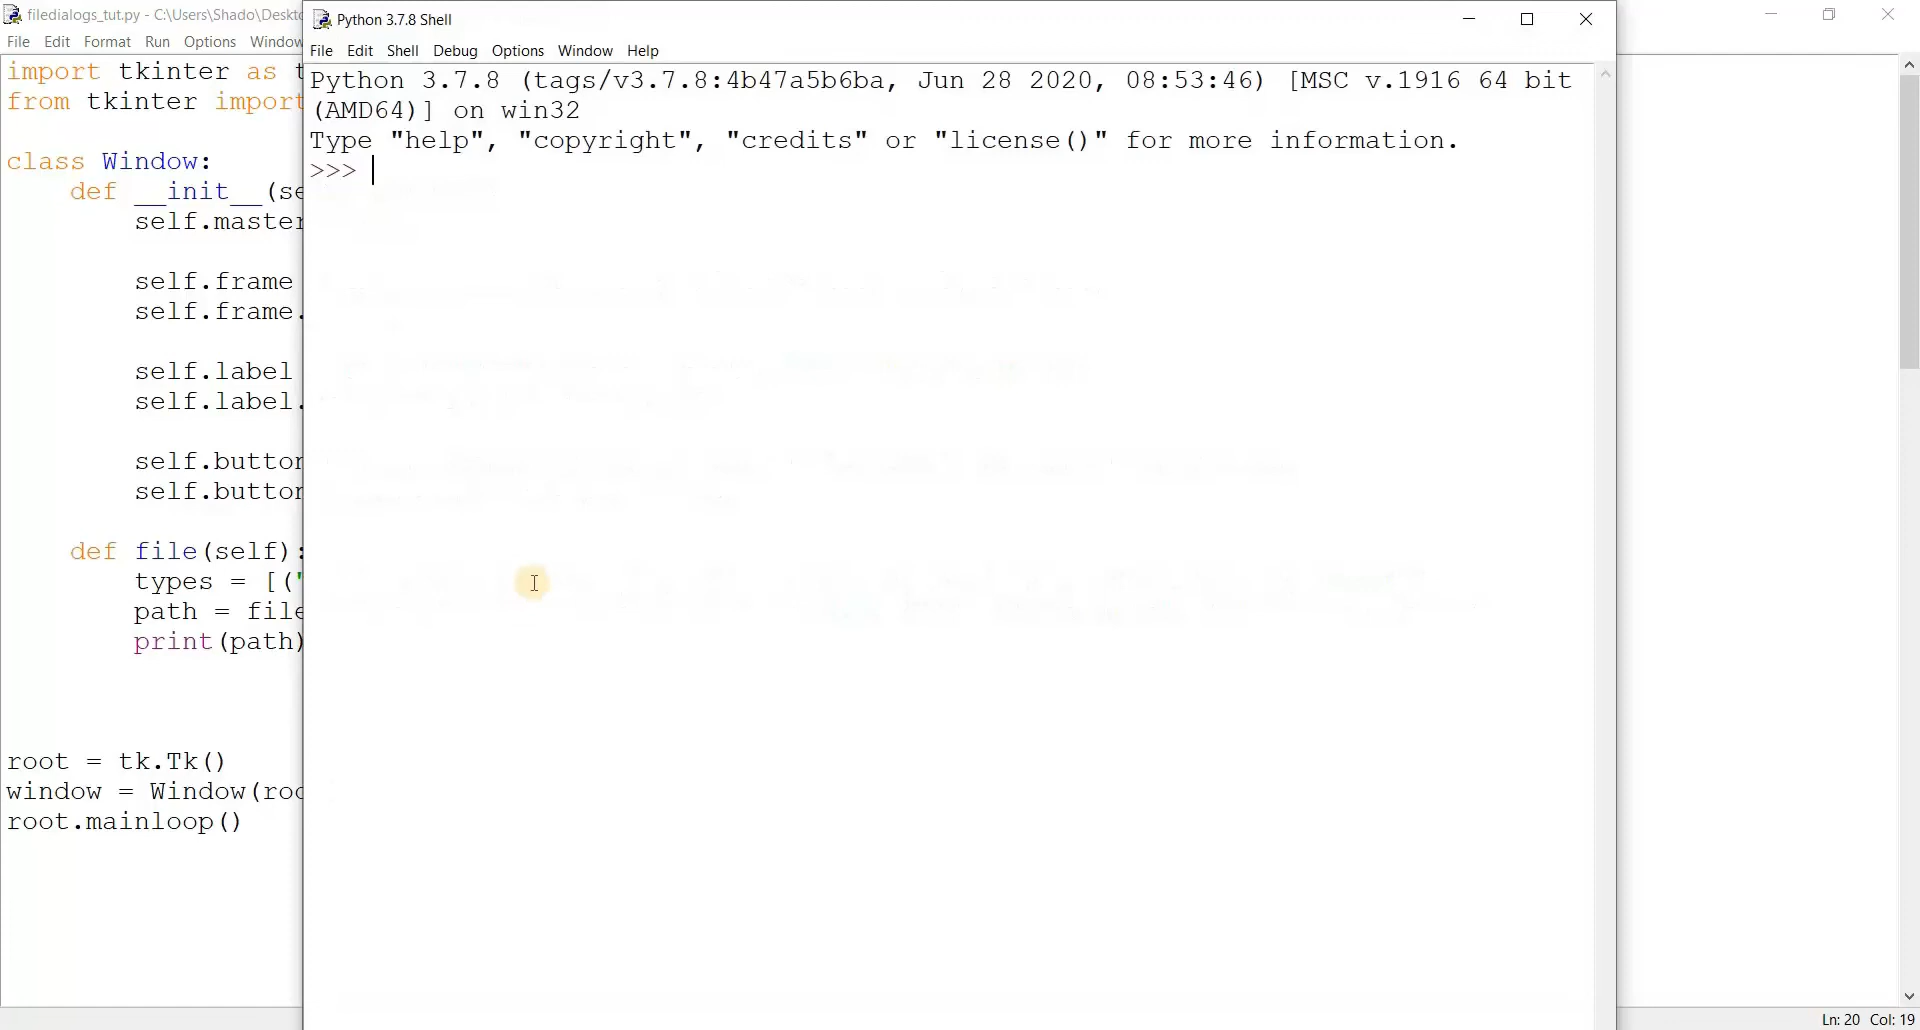 filedialogs_tut.py - C:\Users\Shado\Deskto
File Edit Format Run Options Window
import tkinter as t
from tkinter import
class Window:
def __init__(se
self.master
self.frame
self.frame.
self.label
self.label.
self.button
self.button
def file(self):
types = [("
path = file
print(path)
root = tk.Tk()
window = Window(roo
root.mainloop()
Python 3.7.8 Shell
File Edit Shell Debug Options Window Help
Python 3.7.8 (tags/v3.7.8:4b47a5b6ba, Jun 28 2020, 08:53:46) [MSC v.1916 64 bit
(AMD64)] on win32
Type "help", "copyright", "credits" or "license()" for more information.
>>>
Ln: 20 Col: 19